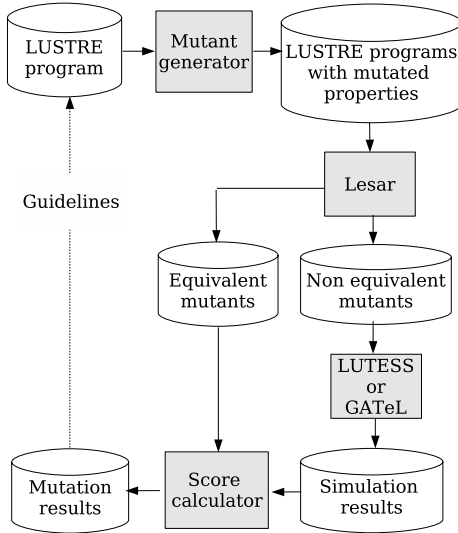 LUSTRE
program
Mutant
generator
LUSTRE programs
with mutated
properties
Lesar
Guidelines
Equivalent
mutants
Non equivalent
mutants
LUTESS
or
GATeL
Mutation
results
Score
calculator
Simulation
results